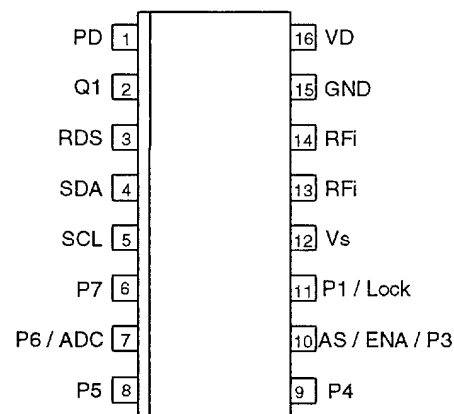 PD 1 16 VD
Q1 2 15 GND
RDS 3 14 RFi
SDA 4 13 RFi
SCL 5 12 Vs
P7 6 11 P1 / Lock
P6 / ADC 7 10 AS / ENA / P3
P5 8 9 P4